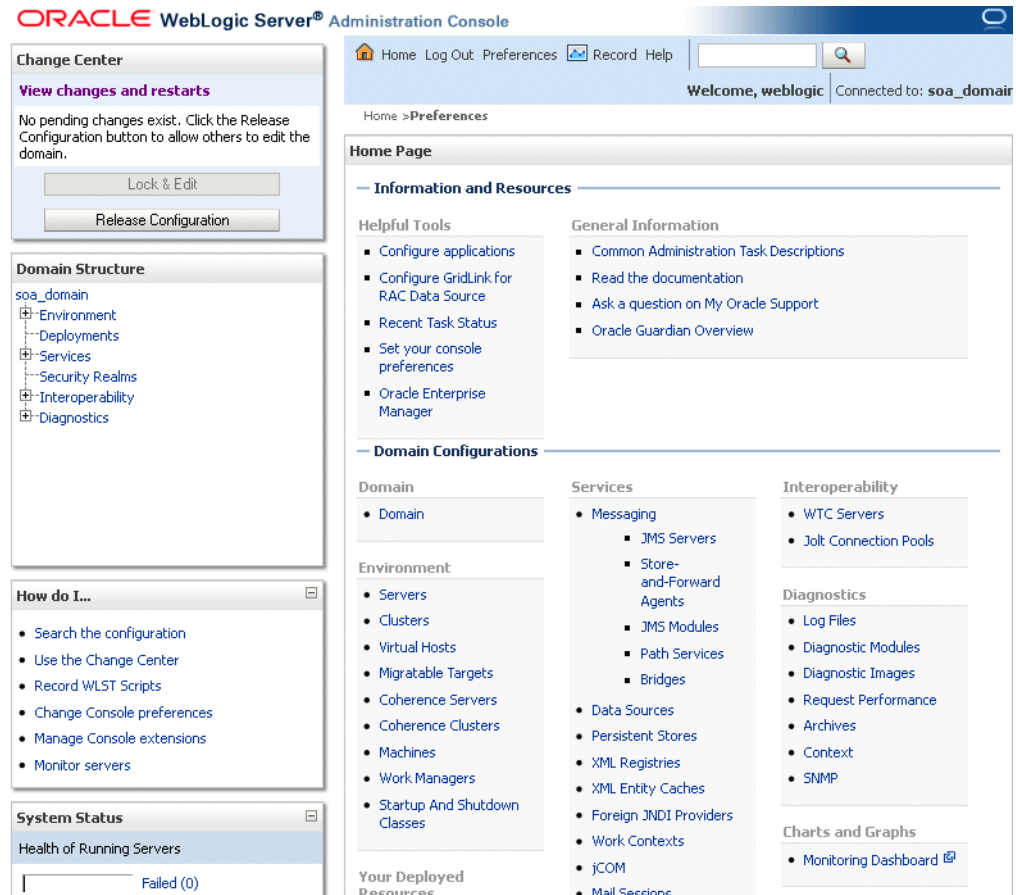 ORACLE WebLogic Server® Administration Console
Change Center
View changes and restarts
No pending changes exist. Click the Release
Configuration button to allow others to edit the
domain.
Lock & Edit
Release Configuration
Domain Structure
soa_domain
Environment
Deployments
Services
Security Realms
Interoperability
Diagnostics
How do I...
Search the configuration
Use the Change Center
Record WLST Scripts
Change Console preferences
Manage Console extensions
Monitor servers
System Status
Health of Running Servers
Failed (0)
Home Log Out Preferences Record Help
Welcome, weblogic Connected to: soa_domain
Home >Preferences
Home Page
Information and Resources
Helpful Tools
Configure applications
Configure GridLink for
RAC Data Source
Recent Task Status
Set your console
preferences
Oracle Enterprise
Manager
General Information
Common Administration Task Descriptions
Read the documentation
Ask a question on My Oracle Support
Oracle Guardian Overview
Domain Configurations
Domain
Domain
Environment
Servers
Clusters
Virtual Hosts
Migratable Targets
Coherence Servers
Coherence Clusters
Machines
Work Managers
Startup And Shutdown
Classes
Your Deployed
Resources
Services
Messaging
JMS Servers
Store-
and-Forward
Agents
JMS Modules
Path Services
Bridges
Data Sources
Persistent Stores
XML Registries
XML Entity Caches
Foreign JNDI Providers
Work Contexts
jCOM
Mail Sessions
Interoperability
WTC Servers
Jolt Connection Pools
Diagnostics
Log Files
Diagnostic Modules
Diagnostic Images
Request Performance
Archives
Context
SNMP
Charts and Graphs
Monitoring Dashboard